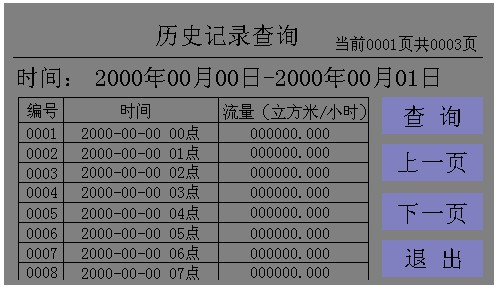 历史记录查询
当前0001页共0003页
时间： 2000年00月00日-2000年00月01日
编号 时间 流量（立方米/小时）
0001 2000-00-00 00点 000000.000
0002 2000-00-00 01点 000000.000
0003 2000-00-00 02点 000000.000
0004 2000-00-00 03点 000000.000
0005 2000-00-00 04点 000000.000
0006 2000-00-00 05点 000000.000
0007 2000-00-00 06点 000000.000
0008 2000-00-00 07点 000000.000
查 询
上一页
下一页
退 出